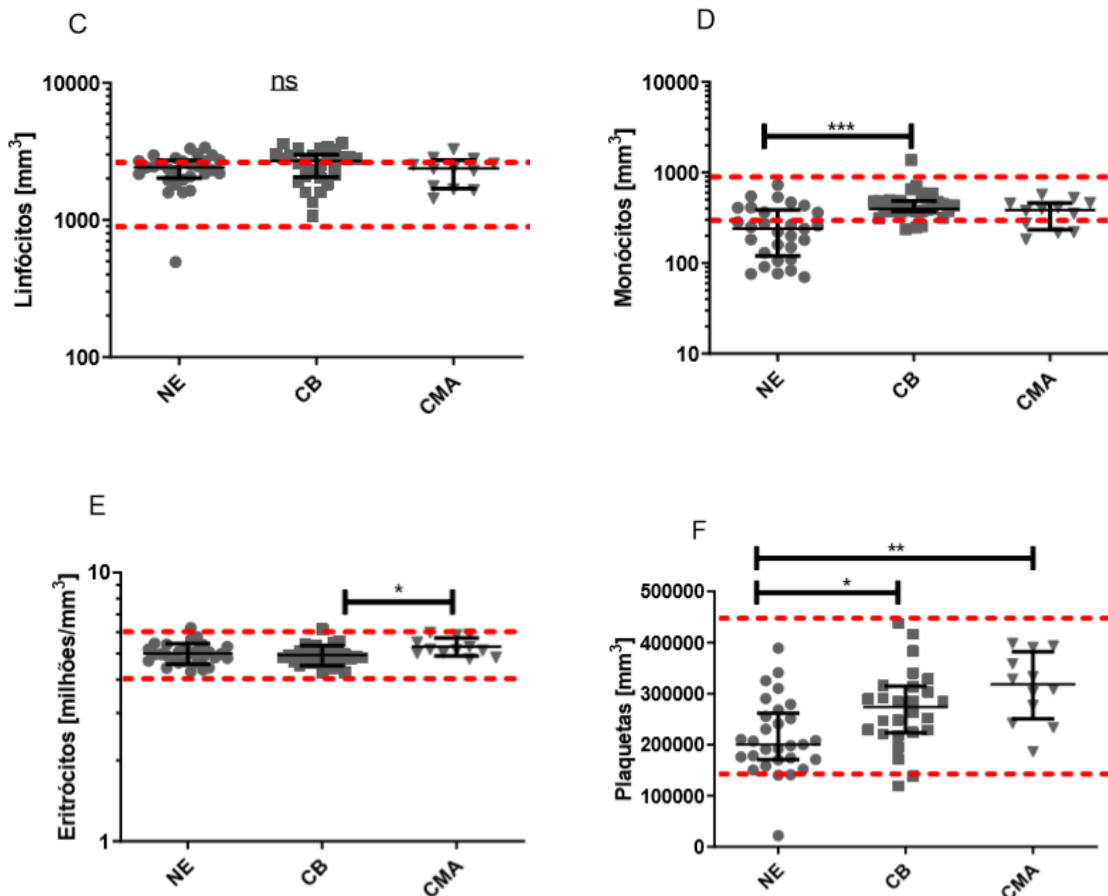 C
ns
10000
1000
100
Linfócitos [mm³]
NE
CB
CMA
D
***
10000
1000
100
10
Monócitos [mm³]
NE
CB
CMA
E
*
10
1
Eritrócitos [milhões/mm³]
NE
CB
CMA
F
**
*
500000
400000
300000
200000
100000
0
Plaquetas [mm³]
NE
CB
CMA